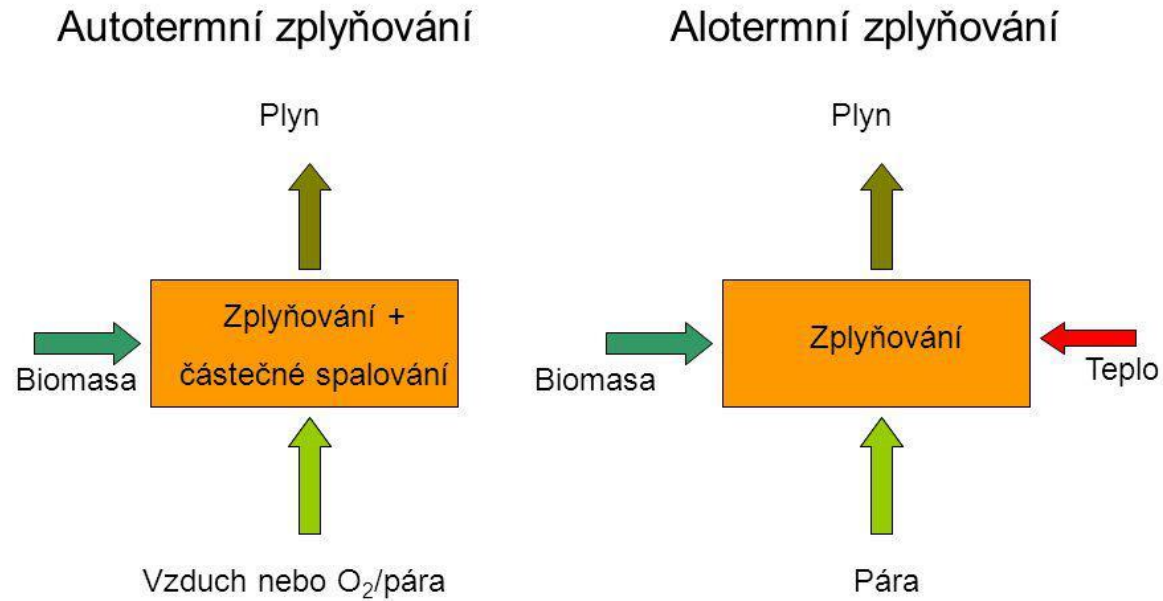 Autotermní zplyňování
Plyn
Zplyňování +
částečné spalování
Biomasa
Vzduch nebo O₂/pára
Alotermní zplyňování
Plyn
Zplyňování
Biomasa
Teplo
Pára